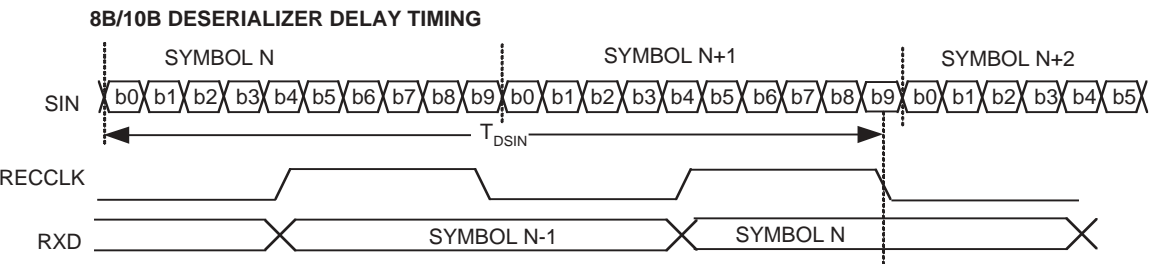 8B/10B DESERIALIZER DELAY TIMING
SYMBOL N SYMBOL N+1 SYMBOL N+2
SIN b0 b1 b2 b3 b4 b5 b6 b7 b8 b9 b0 b1 b2 b3 b4 b5 b6 b7 b8 b9 b0 b1 b2 b3 b4 b5
TDSIN
RECCLK
RXD SYMBOL N-1 SYMBOL N